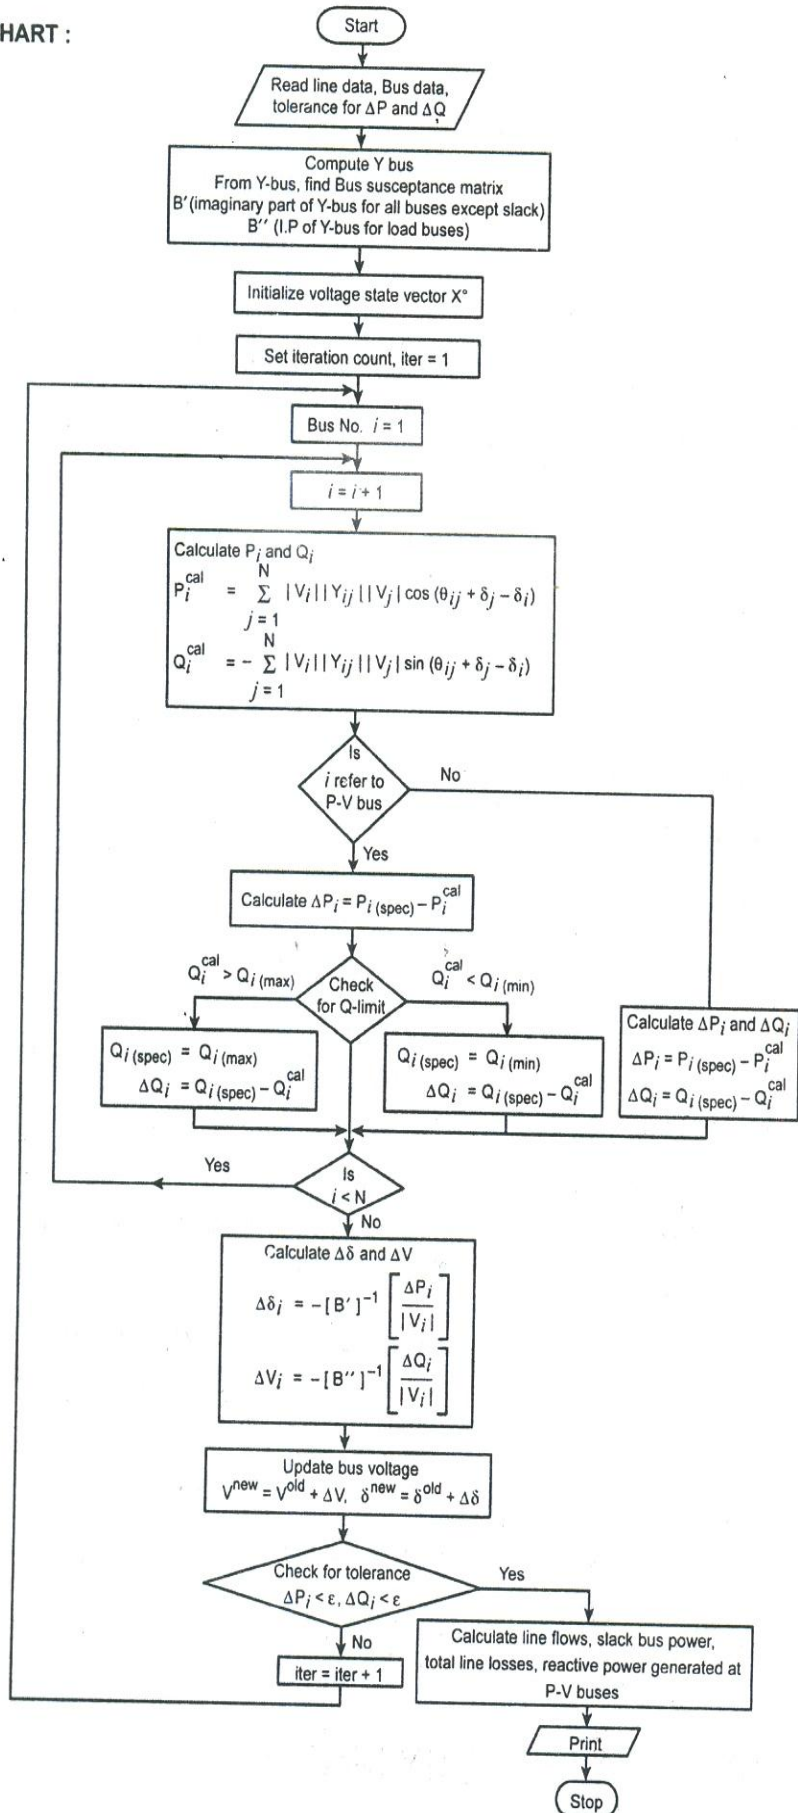 HART :
Start
Read line data, Bus data,
tolerance for ΔP and ΔQ
Compute Y bus
From Y-bus, find Bus susceptance matrix
B′ (imaginary part of Y-bus for all buses except slack)
B′′ (I.P of Y-bus for load buses)
Initialize voltage state vector X°
Set iteration count, iter = 1
Bus No. i = 1
i = i + 1
Calculate P_i and Q_i
P_i^cal = Σ_{j = 1}^{N} |V_i| |Y_ij| |V_j| cos (θ_ij + δ_j – δ_i)
Q_i^cal = – Σ_{j = 1}^{N} |V_i| |Y_ij| |V_j| sin (θ_ij + δ_j – δ_i)
Is
i refer to
P-V bus
No
Yes
Calculate ΔP_i = P_i (spec) – P_i^cal
Q_i^cal > Q_i (max)
Check
for Q-limit
Q_i^cal < Q_i (min)
Q_i (spec) = Q_i (max)
ΔQ_i = Q_i (spec) – Q_i^cal
Q_i (spec) = Q_i (min)
ΔQ_i = Q_i (spec) – Q_i^cal
Calculate ΔP_i and ΔQ_i
ΔP_i = P_i (spec) – P_i^cal
ΔQ_i = Q_i (spec) – Q_i^cal
Yes
Is
i < N
No
Calculate Δδ and ΔV
Δδ_i = –[B′]^–1 [ΔP_i / |V_i|]
ΔV_i = –[B′′]^–1 [ΔQ_i / |V_i|]
Update bus voltage
V^new = V^old + ΔV, δ^new = δ^old + Δδ
Check for tolerance
ΔP_i < ε, ΔQ_i < ε
Yes
No
iter = iter + 1
Calculate line flows, slack bus power,
total line losses, reactive power generated at
P-V buses
Print
Stop